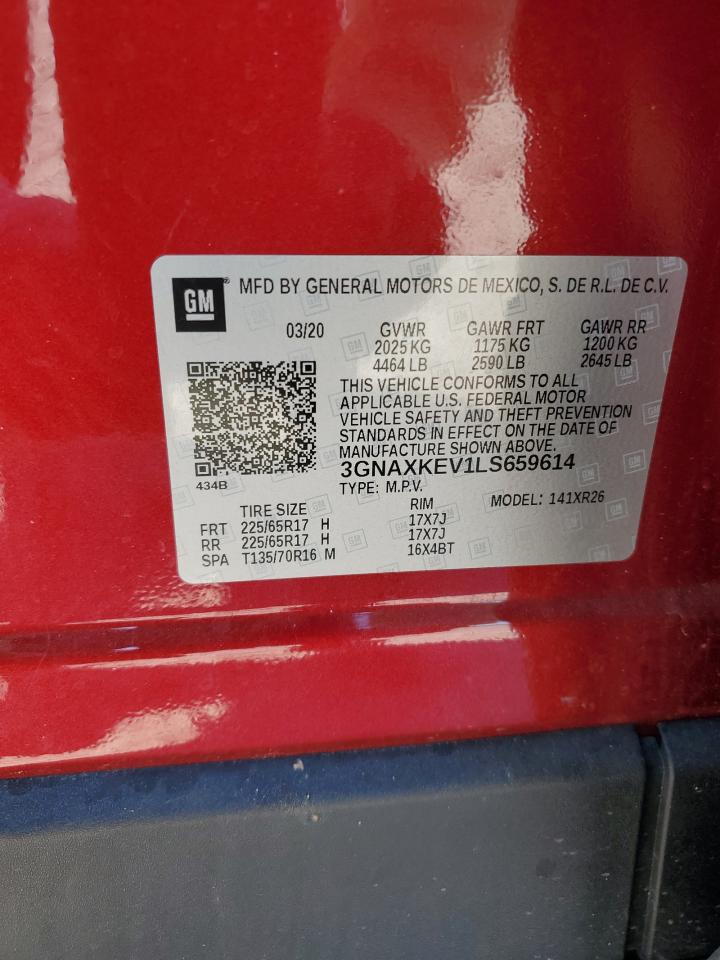 GM ® MFD BY GENERAL MOTORS DE MEXICO, S. DE R.L. DE C.V.
03/20 GVWR GAWR FRT GAWR RR
2025 KG 1175 KG 1200 KG
4464 LB 2590 LB 2645 LB
THIS VEHICLE CONFORMS TO ALL
APPLICABLE U.S. FEDERAL MOTOR
VEHICLE SAFETY AND THEFT PREVENTION
STANDARDS IN EFFECT ON THE DATE OF
MANUFACTURE SHOWN ABOVE.
3GNAXKEV1LS659614
434B
TYPE: M.P.V. MODEL: 141XR26
TIRE SIZE RIM
FRT 225/65R17 H 17X7J
RR 225/65R17 H 17X7J
SPA T135/70R16 M 16X4BT